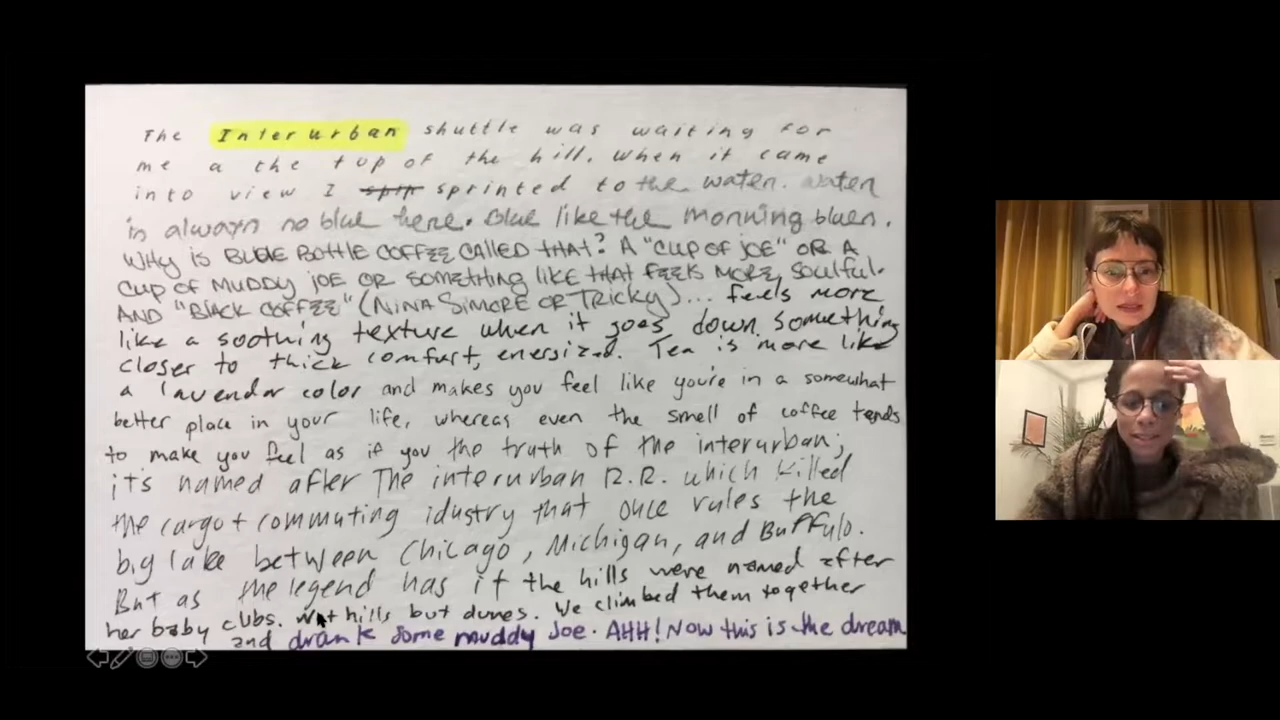 The Interurban shuttle was waiting for
me a the top of the hill. When it came
into view I spin sprinted to the water. Water
is always no blue here. Blue like the morning blues.
WHY IS BLUE BOTTLE COFFEE CALLED THAT? A "CUP OF JOE" OR A
CUP OF MUDDY JOE OR SOMETHING LIKE THAT FEELS MORE SOULFUL.
AND "BLACK COFFEE" (NINA SIMONE OR TRICKY)... feels more
like a soothing texture when it goes down. Something
closer to thick comfort, energized. Tea is more like
a lavendar color and makes you feel like you're in a somewhat
better place in your life, whereas even the smell of coffee tends
to make you feel as if you the truth of the interurban;
it's named after The interurban R.R. which killed
the cargo + commuting idustry that once rules the
big lake between Chicago, Michigan, and Buffulo.
But as the legend has it the hills were named after
her baby cubs. Not hills but dunes. We climbed them together
and drank some muddy Joe. AHH! Now this is the dream